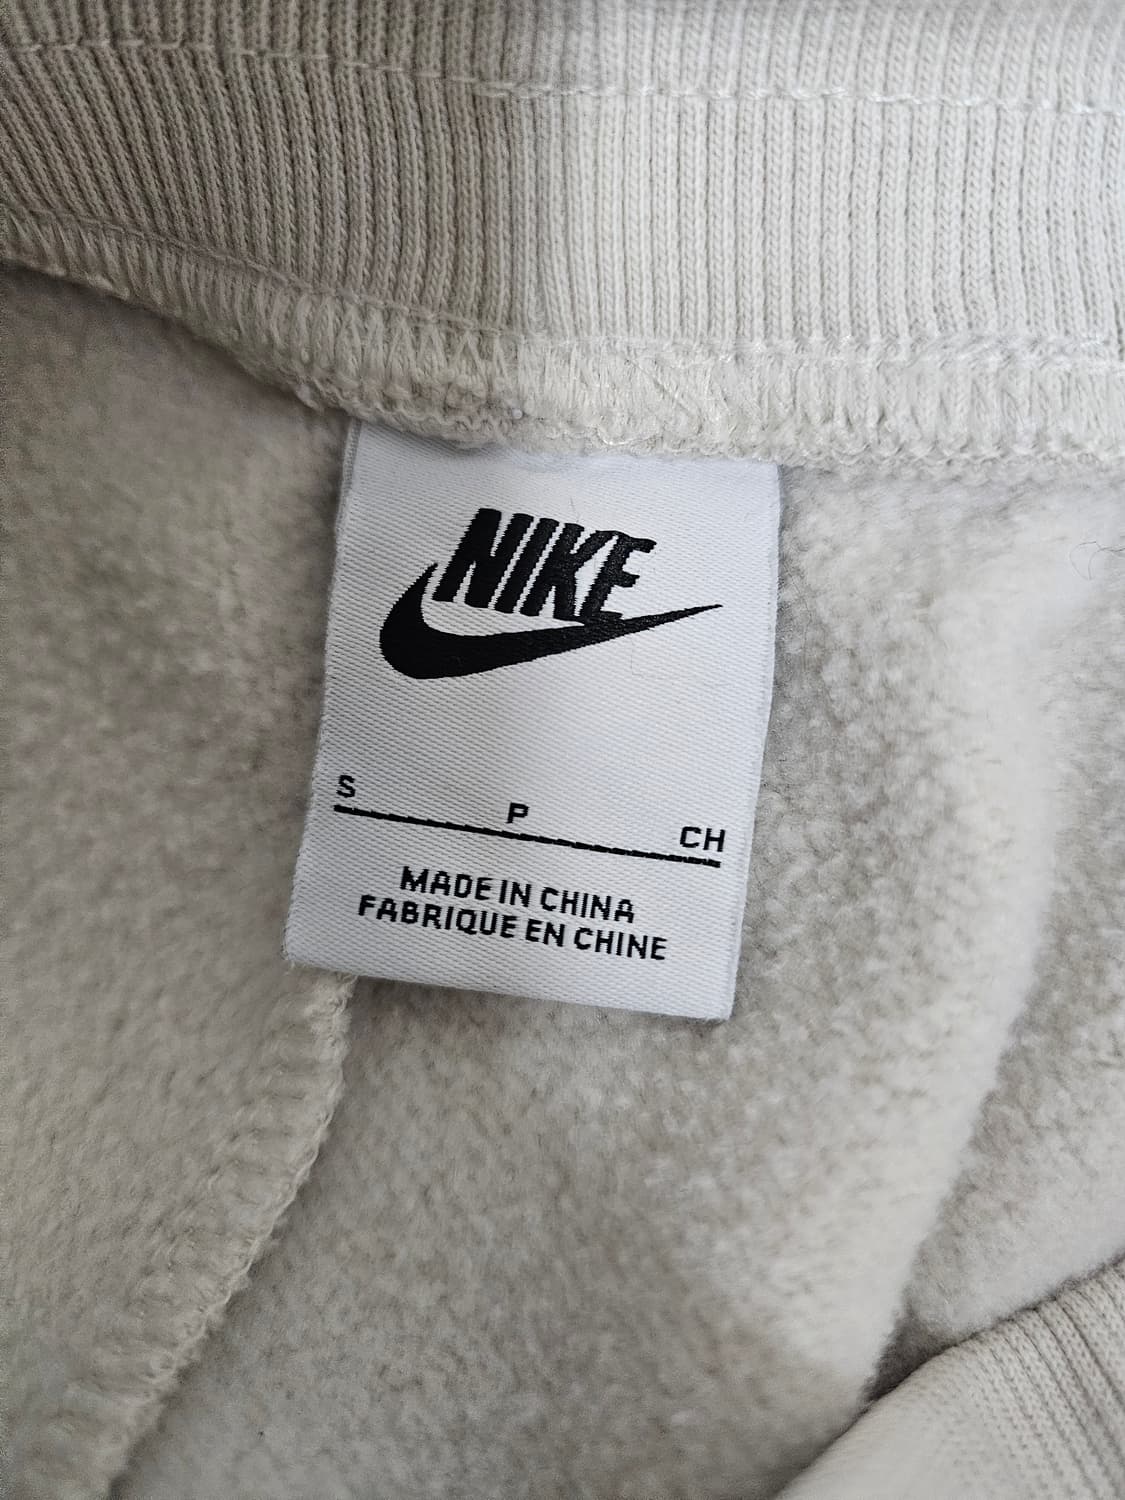 NIKE
S P CH
MADE IN CHINA
FABRIQUE EN CHINE